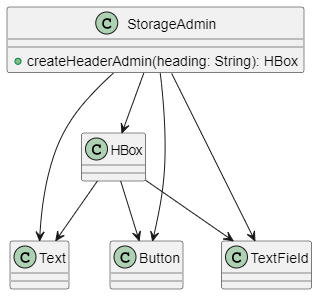 C StorageAdmin
createHeaderAdmin(heading: String): HBox
C HBox
C Text
C Button
C TextField